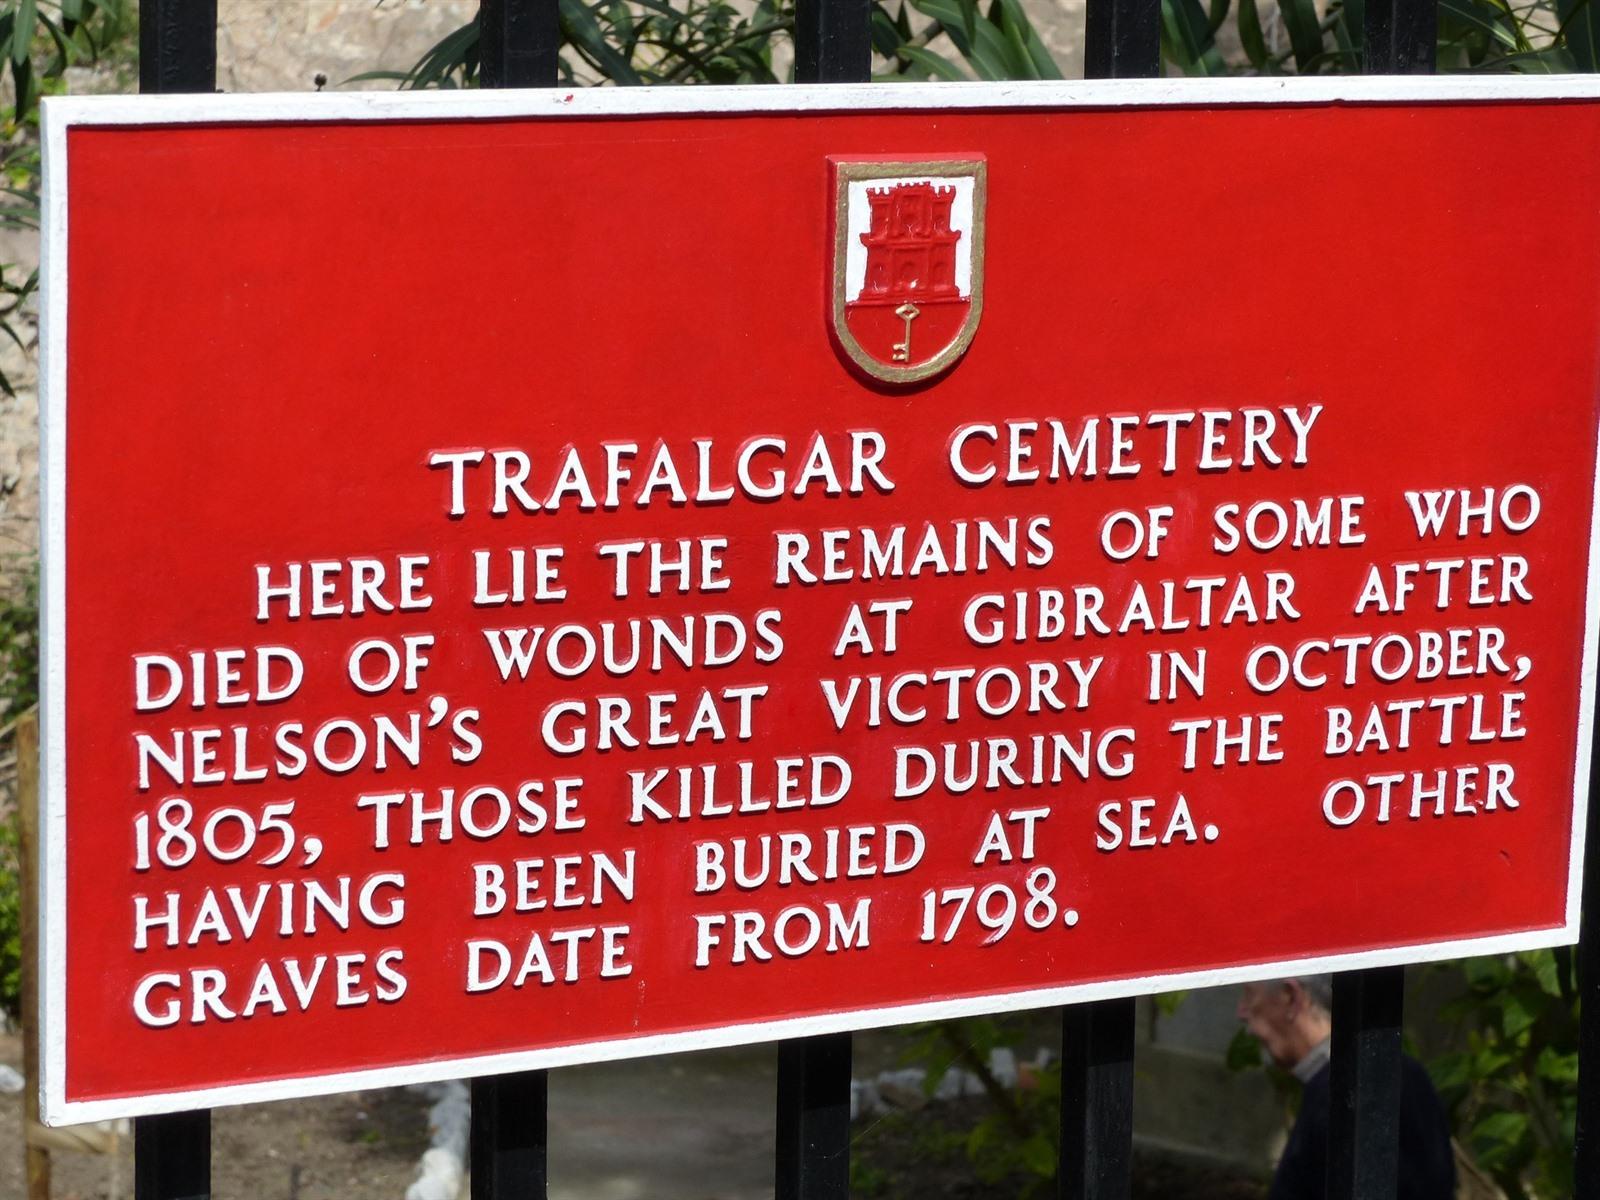 TRAFALGAR CEMETERY
HERE LIE THE REMAINS OF SOME WHO
DIED OF WOUNDS AT GIBRALTAR AFTER
NELSON'S GREAT VICTORY IN OCTOBER,
1805, THOSE KILLED DURING THE BATTLE
HAVING BEEN BURIED AT SEA. OTHER
GRAVES DATE FROM 1798.